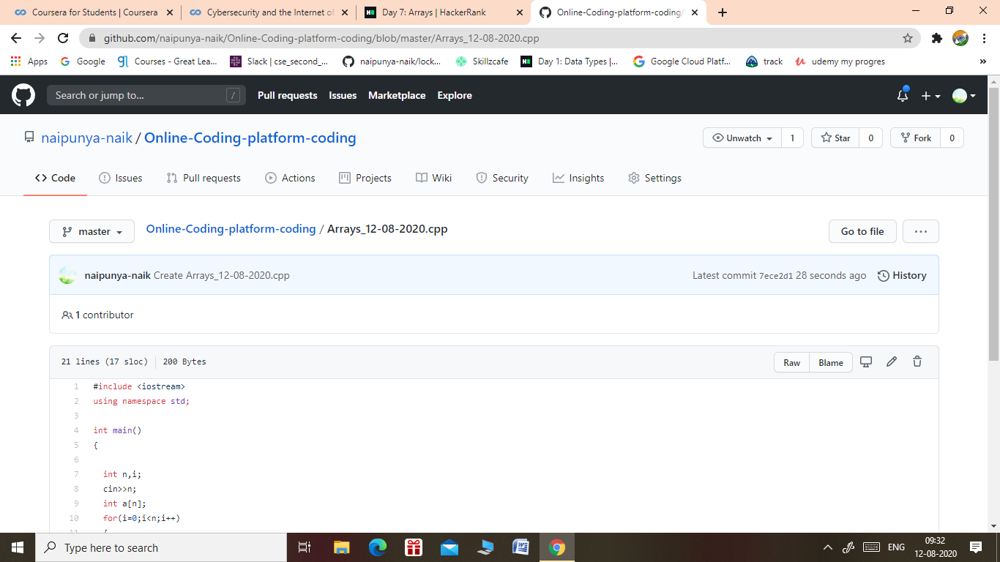 Coursera for Students | Coursera
Cybersecurity and the Internet of
Day 7: Arrays | HackerRank
Online-Coding-platform-coding/
github.com/naipunya-naik/Online-Coding-platform-coding/blob/master/Arrays_12-08-2020.cpp
Apps Google Courses - Great Lea... Slack | cse_second_... naipunya-naik/lock... Skillzcafe Day 1: Data Types |... Google Cloud Platf... track udemy my progres »
Search or jump to... / Pull requests Issues Marketplace Explore
naipunya-naik / Online-Coding-platform-coding
Unwatch 1 Star 0 Fork 0
Code Issues Pull requests Actions Projects Wiki Security Insights Settings
master Online-Coding-platform-coding / Arrays_12-08-2020.cpp Go to file ...
naipunya-naik Create Arrays_12-08-2020.cpp Latest commit 7ece2d1 28 seconds ago History
1 contributor
21 lines (17 sloc) 200 Bytes Raw Blame
1 #include <iostream>
2 using namespace std;
3
4 int main()
5 {
6
7 int n,i;
8 cin>>n;
9 int a[n];
10 for(i=0;i<n;i++)
11 {
Type here to search
ENG
09:32
12-08-2020